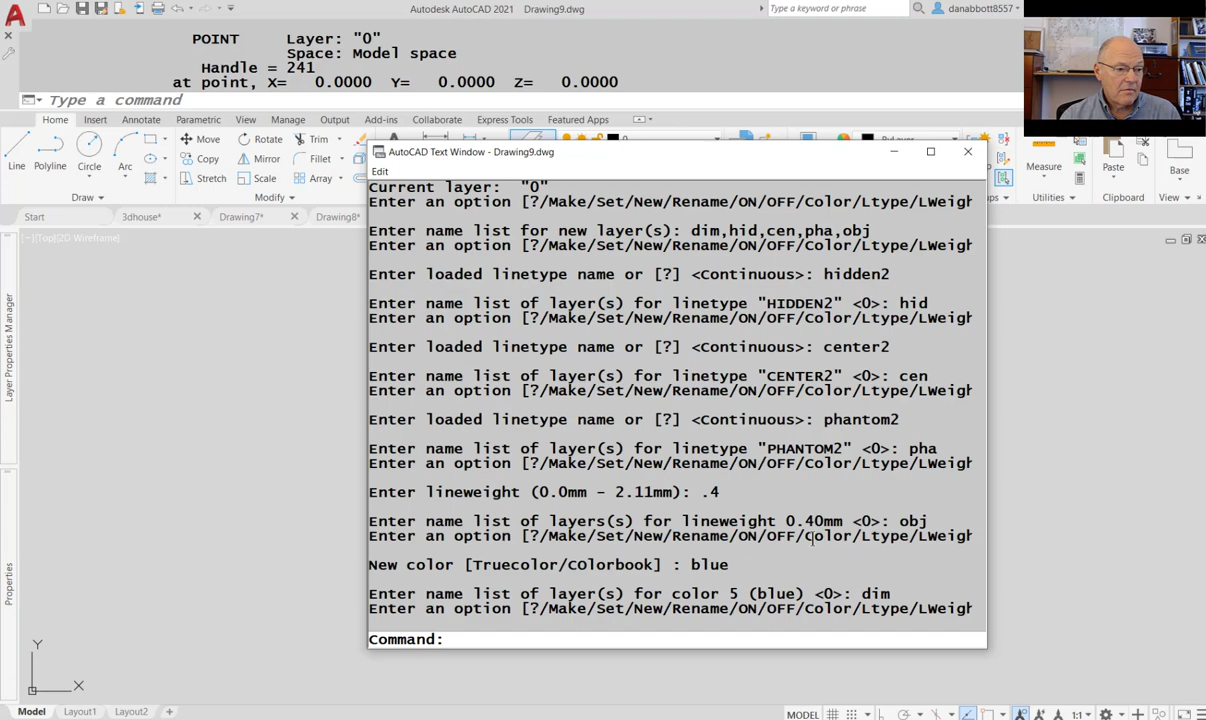 Autodesk AutoCAD 2021 Drawing9.dwg
Type a keyword or phrase
danabbott8557
POINT Layer: "0"
Space: Model space
Handle = 241
at point, X= 0.0000 Y= 0.0000 Z= 0.0000
Type a command
Home Insert Annotate Parametric View Manage Output Add-ins Collaborate Express Tools Featured Apps
Line Polyline Circle Arc
Move Rotate Trim
Copy Mirror Fillet
Stretch Scale Array
Measure Paste Base
Draw Modify Utilities Clipboard View
Start 3dhouse* Drawing7* Drawing8*
[−][Top][2D Wireframe]
Layer Properties Manager
Properties
AutoCAD Text Window - Drawing9.dwg
Edit
Current layer: "0"
Enter an option [?/Make/Set/New/Rename/ON/OFF/Color/Ltype/LWeigh
Enter name list for new layer(s): dim,hid,cen,pha,obj
Enter an option [?/Make/Set/New/Rename/ON/OFF/Color/Ltype/LWeigh
Enter loaded linetype name or [?] <Continuous>: hidden2
Enter name list of layer(s) for linetype "HIDDEN2" <0>: hid
Enter an option [?/Make/Set/New/Rename/ON/OFF/Color/Ltype/LWeigh
Enter loaded linetype name or [?] <Continuous>: center2
Enter name list of layer(s) for linetype "CENTER2" <0>: cen
Enter an option [?/Make/Set/New/Rename/ON/OFF/Color/Ltype/LWeigh
Enter loaded linetype name or [?] <Continuous>: phantom2
Enter name list of layer(s) for linetype "PHANTOM2" <0>: pha
Enter an option [?/Make/Set/New/Rename/ON/OFF/Color/Ltype/LWeigh
Enter lineweight (0.0mm - 2.11mm): .4
Enter name list of layers(s) for lineweight 0.40mm <0>: obj
Enter an option [?/Make/Set/New/Rename/ON/OFF/Color/Ltype/LWeigh
New color [Truecolor/COlorbook] : blue
Enter name list of layer(s) for color 5 (blue) <0>: dim
Enter an option [?/Make/Set/New/Rename/ON/OFF/Color/Ltype/LWeigh
Command:
Y
X
Model Layout1 Layout2 +
MODEL 1:1